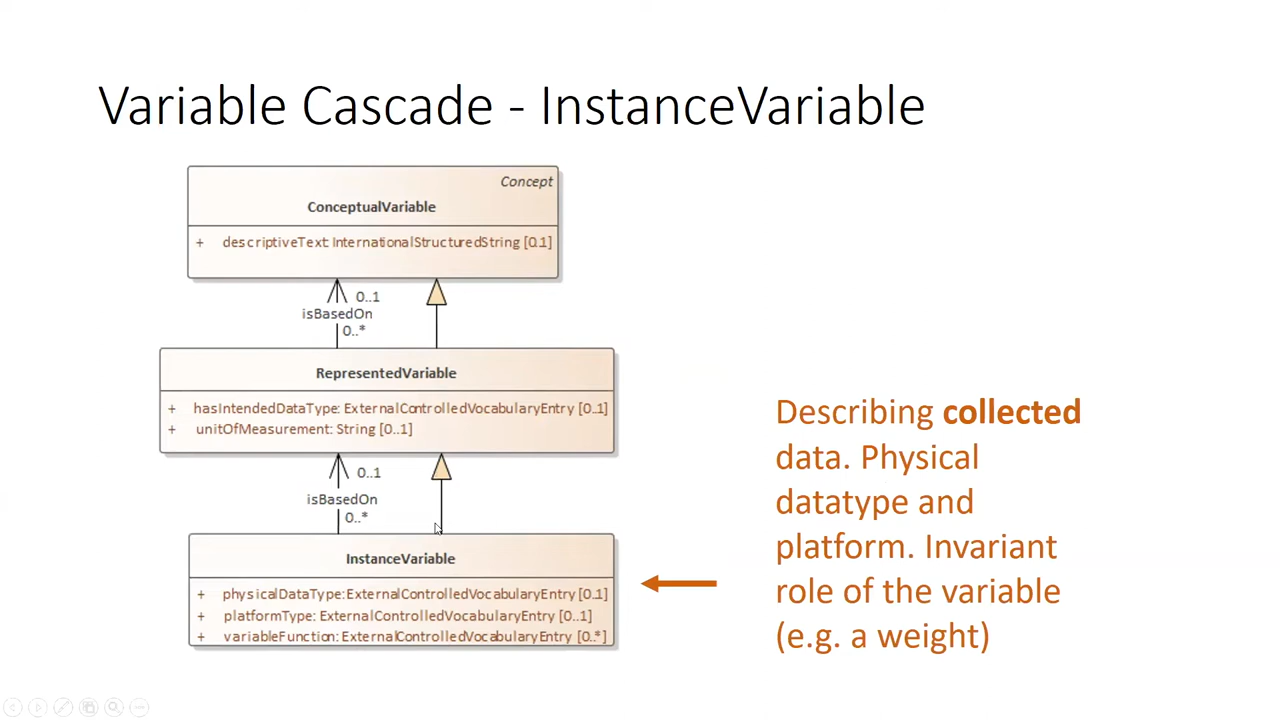 Variable Cascade - InstanceVariable
Concept
ConceptualVariable
+ descriptiveText: InternationalStructuredString [0..1]
0..1
isBasedOn
0..*
RepresentedVariable
+ hasIntendedDataType: ExternalControlledVocabularyEntry [0..1]
+ unitOfMeasurement: String [0..1]
0..1
isBasedOn
0..*
InstanceVariable
+ physicalDataType:ExternalControlledVocabularyEntry [0..1]
+ platformType: ExternalControlledVocabularyEntry [0..1]
+ variableFunction: ExternalControlledVocabularyEntry [0..*]
Describing collected
data. Physical
datatype and
platform. Invariant
role of the variable
(e.g. a weight)